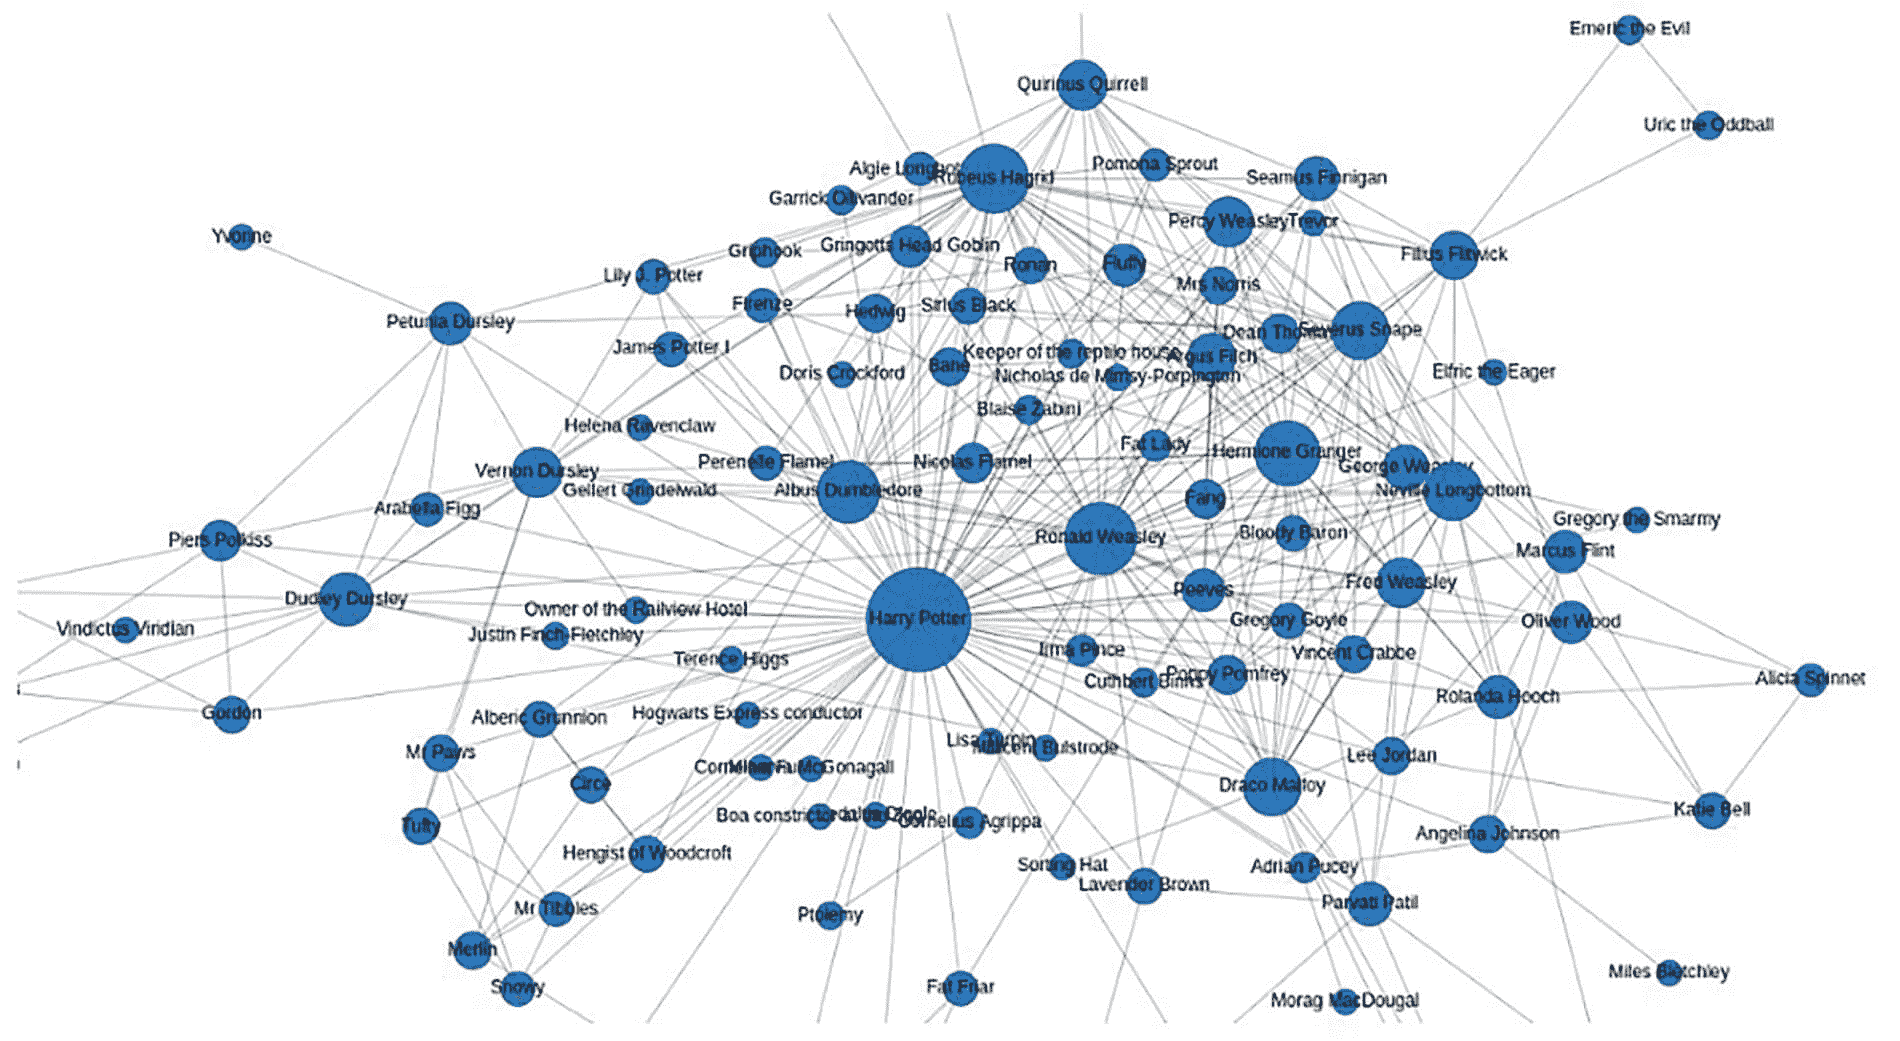 Emeric the Evil
Quirinus Quirrell
Uric the Oddball
Algie
Rubeus Hagrid
Pomona Sprout
Seamus Finnigan
Garrick Ollivander
Percy Weasley
Trevor
Yvonne
Griphook
Gringotts Head Goblin
Filius Flitwick
Lily J. Potter
Ronan
Fluffy
Mrs Norris
Firenze
Hedwig
Sirius Black
Petunia Dursley
Dean Thomas
Severus Snape
James Potter I
Keeper of the reptile house
Argus Filch
Doris Crockford
Bane
Nicholas de Mimsy-Porpington
Elfric the Eager
Blaise Zabini
Helena Ravenclaw
Fat Lady
Hermione Granger
Vernon Dursley
Perenelle Flamel
Nicolas Flamel
George Weasley
Gellert Grindelwald
Albus Dumbledore
Neville Longbottom
Arabella Figg
Fang
Gregory the Smarmy
Piers Polkiss
Ronald Weasley
Bloody Baron
Marcus Flint
Dudley Dursley
Peeves
Fred Weasley
Owner of the Railview Hotel
Harry Potter
Vindictus Viridian
Justin Finch-Fletchley
Gregory Goyle
Oliver Wood
Terence Higgs
Irma Pince
Vincent Crabbe
Cuthbert Binns
Poppy Pomfrey
Alicia Spinnet
Rolanda Hooch
Gordon
Alberic Grunnion
Hogwarts Express conductor
Mr Paws
Lisa Turpin
Millicent Bulstrode
Lee Jordan
McGonagall
Circe
Draco Malfoy
Katie Bell
Tufty
Boa constrictor
Cornelius Agrippa
Angelina Johnson
Hengist of Woodcroft
Sorting Hat
Adrian Pucey
Lavender Brown
Mr Tibbles
Ptolemy
Parvati Patil
Merlin
Snowy
Fat Friar
Morag MacDougal
Miles Bletchley